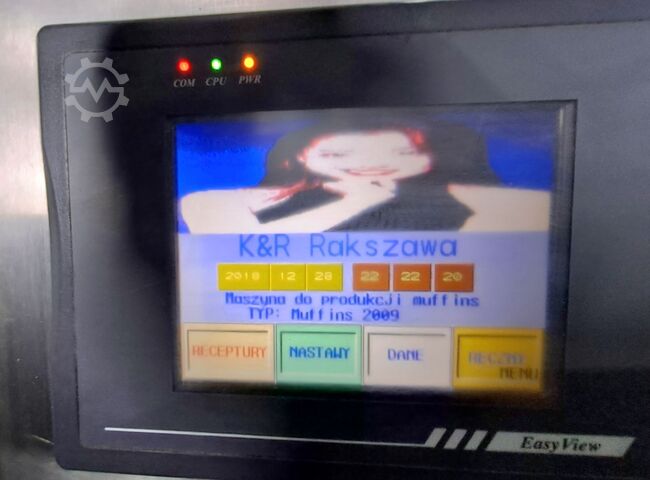 COM CPU PWR
K&R Rakszawa
2018 12 28 22 22 20
Maszyna do produkcji muffins
TYP: Muffins 2009
RECEPTURY NASTAWY DANE RĘCZNY
MENU
EasyView